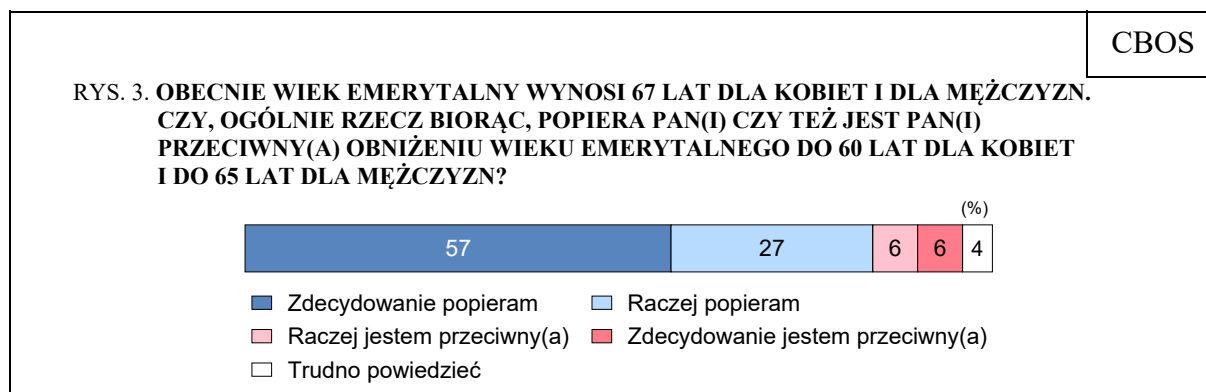 CBOS
RYS. 3. OBECNIE WIEK EMERYTALNY WYNOSI 67 LAT DLA KOBIET I DLA MĘŻCZYZN.
CZY, OGÓLNIE RZECZ BIORĄC, POPIERA PAN(I) CZY TEŻ JEST PAN(I)
PRZECIWNY(A) OBNIŻENIU WIEKU EMERYTALNEGO DO 60 LAT DLA KOBIET
I DO 65 LAT DLA MĘŻCZYZN?
(%)
57 27 6 6 4
Zdecydowanie popieram Raczej popieram
Raczej jestem przeciwny(a) Zdecydowanie jestem przeciwny(a)
Trudno powiedzieć